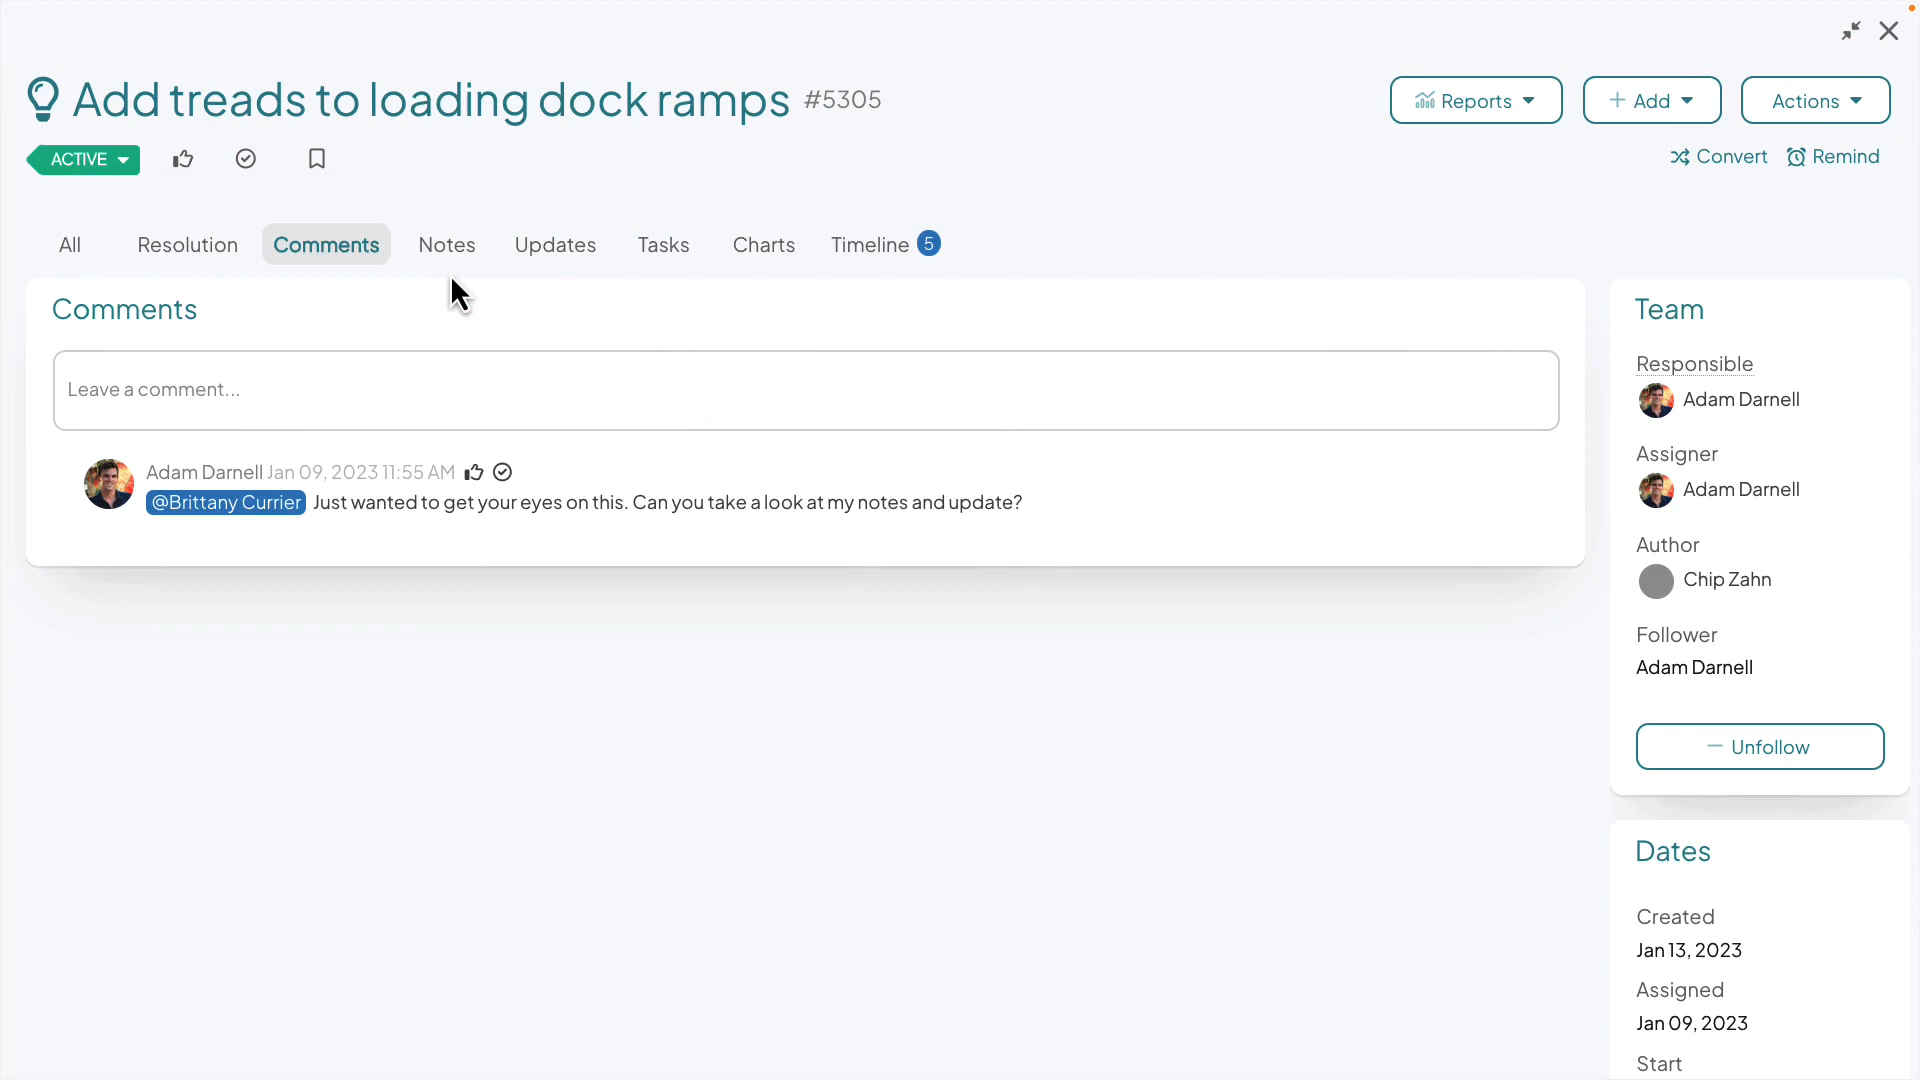 Add treads to loading dock ramps #5305
Reports
Add
Actions
ACTIVE
Convert
Remind
All
Resolution
Comments
Notes
Updates
Tasks
Charts
Timeline 5
Comments
Leave a comment...
Adam Darnell Jan 09, 2023 11:55 AM
@Brittany Currier Just wanted to get your eyes on this. Can you take a look at my notes and update?
Team
Responsible
Adam Darnell
Assigner
Adam Darnell
Author
Chip Zahn
Follower
Adam Darnell
Unfollow
Dates
Created
Jan 13, 2023
Assigned
Jan 09, 2023
Start